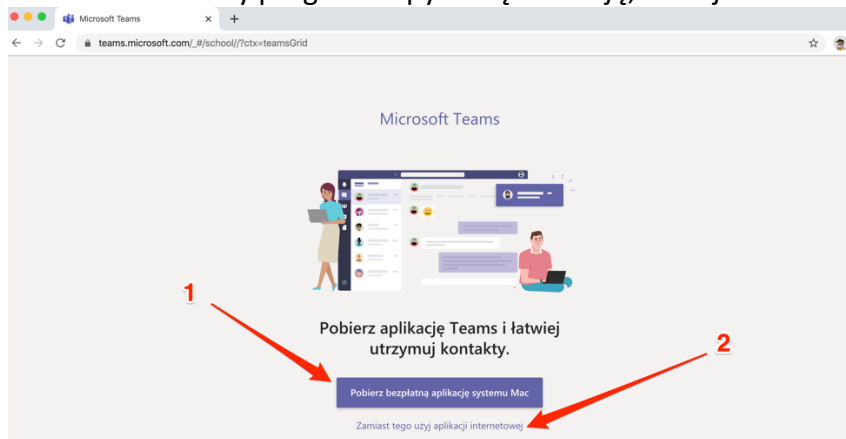 Microsoft Teams
teams.microsoft.com/_#/school//?ctx=teamsGrid
Microsoft Teams
1
Pobierz aplikację Teams i łatwiej
utrzymuj kontakty.
2
Pobierz bezpłatną aplikację systemu Mac
Zamiast tego użyj aplikacji internetowej